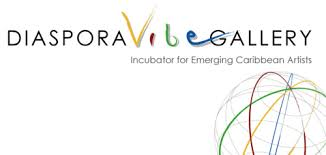 DIASPORA Vibe GALLERY
Incubator for Emerging Caribbean Artists